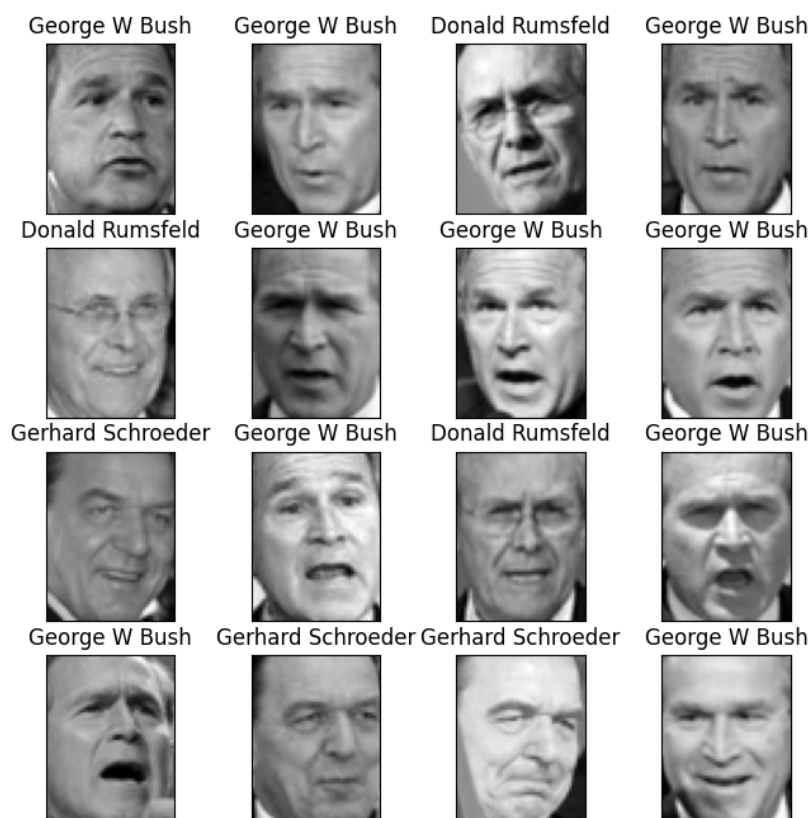 George W Bush George W Bush Donald Rumsfeld George W Bush
Donald Rumsfeld George W Bush George W Bush George W Bush
Gerhard Schroeder George W Bush Donald Rumsfeld George W Bush
George W Bush Gerhard Schroeder Gerhard Schroeder George W Bush